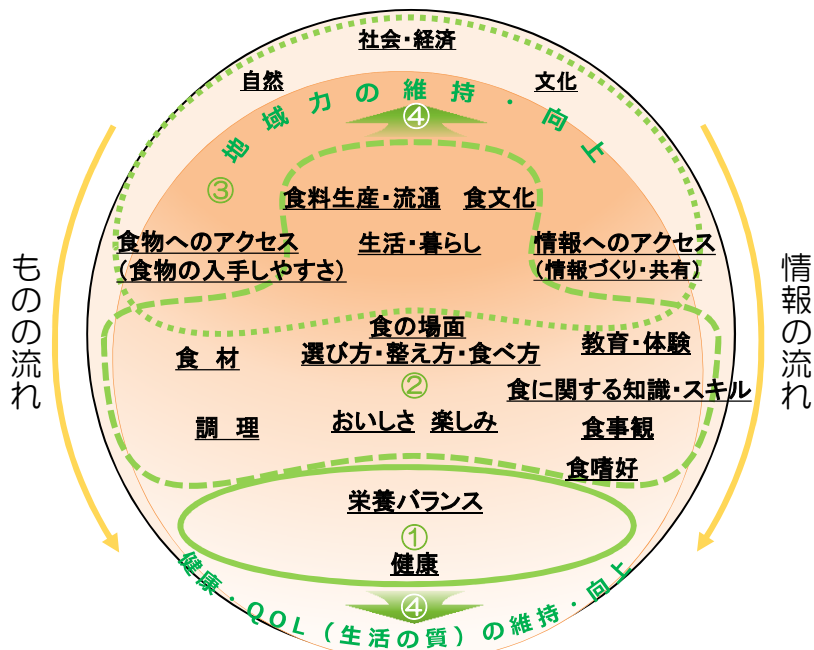 社会・経済
自然
文化
地域力の維持・向上
④
③
食料生産・流通
食文化
食物へのアクセス
（食物の入手しやすさ）
生活・暮らし
情報へのアクセス
（情報づくり・共有）
ものの流れ
情報の流れ
食の場面
選び方・整え方・食べ方
食 材
教育・体験
②
食に関する知識・スキル
調 理
おいしさ
楽しみ
食事観
食嗜好
栄養バランス
①
健康
④
健康・QOL（生活の質）の維持・向上